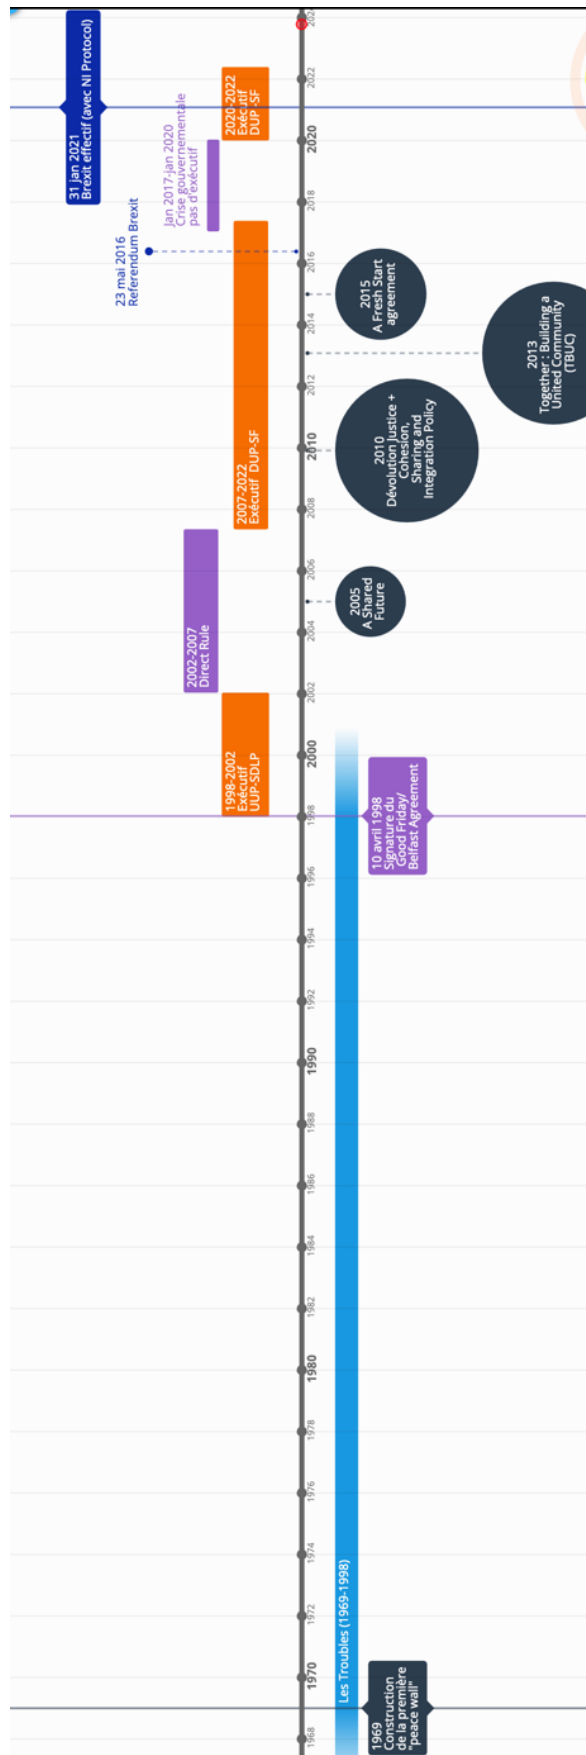 31 jan 2021
Brexit effectif (avec NI Protocol)
23 mai 2016
Referendum Brexit
Jan 2017-jan 2020
Crise gouvernementale
pas d'exécutif
2002-2007
Direct Rule
1998-2002
Exécutif
UUP-SDLP
2007-2022
Exécutif DUP-SF
2020-2022
Exécutif
DUP-SF
1968
1970
1972
1974
1976
1978
1980
1982
1984
1986
1988
1990
1992
1994
1996
1998
2000
2002
2004
2006
2008
2010
2012
2014
2016
2018
2020
2022
2024
Les Troubles (1969-1998)
1969
Construction
de la première
"peace wall"
10 avril 1998
Signature du
Good Friday/
Belfast Agreement
2005
A Shared
Future
2010
Dévolution Justice +
Cohesion,
Sharing and
Integration Policy
2015
A Fresh Start
agreement
2013
Together : Building a
United Community
(TBUC)